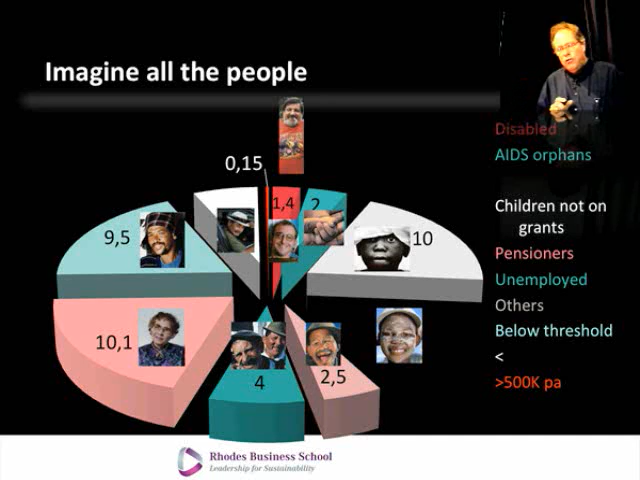 Imagine all the people
0,15
1,4
2
10
9,5
10,1
4
2,5
Disabled
AIDS orphans
Children not on
grants
Pensioners
Unemployed
Others
Below threshold
<
>500K pa
Rhodes Business School
Leadership for Sustainability